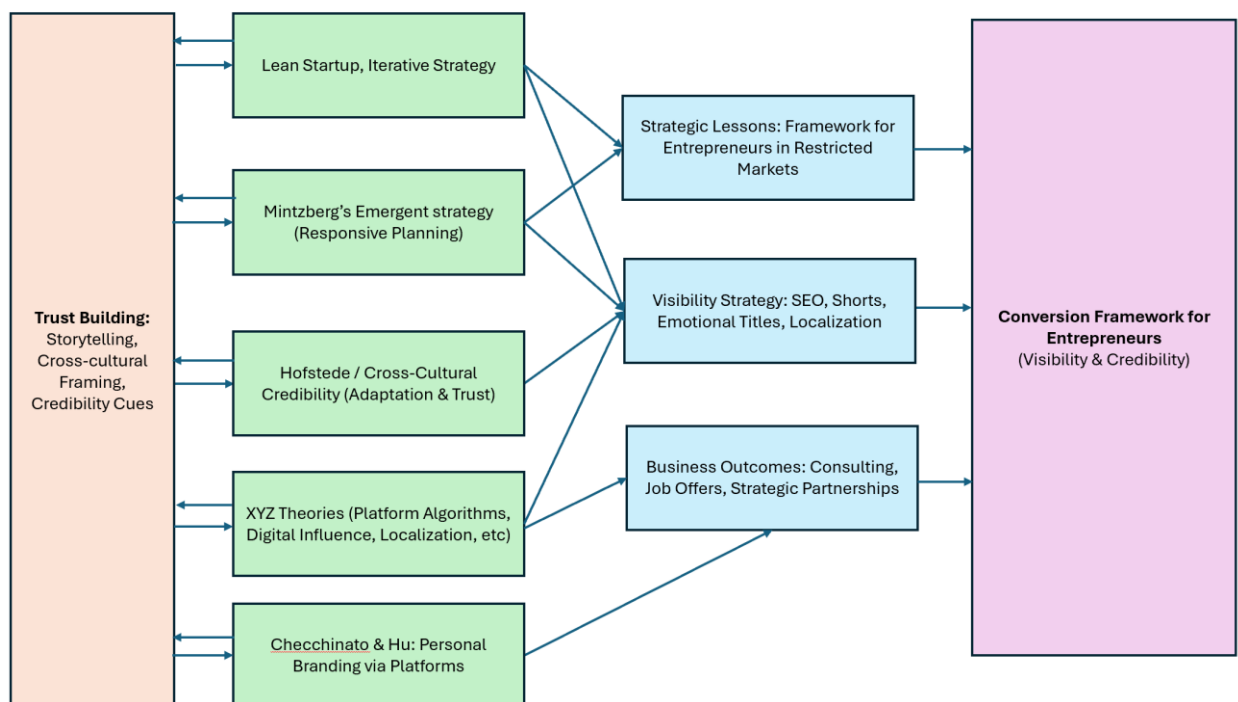 Trust Building:
Storytelling,
Cross-cultural
Framing,
Credibility Cues
Lean Startup, Iterative Strategy
Mintzberg’s Emergent strategy
(Responsive Planning)
Hofstede / Cross-Cultural
Credibility (Adaptation & Trust)
XYZ Theories (Platform Algorithms,
Digital Influence, Localization, etc)
Checchinato & Hu: Personal
Branding via Platforms
Strategic Lessons: Framework for
Entrepreneurs in Restricted
Markets
Visibility Strategy: SEO, Shorts,
Emotional Titles, Localization
Business Outcomes: Consulting,
Job Offers, Strategic Partnerships
Conversion Framework for
Entrepreneurs
(Visibility & Credibility)